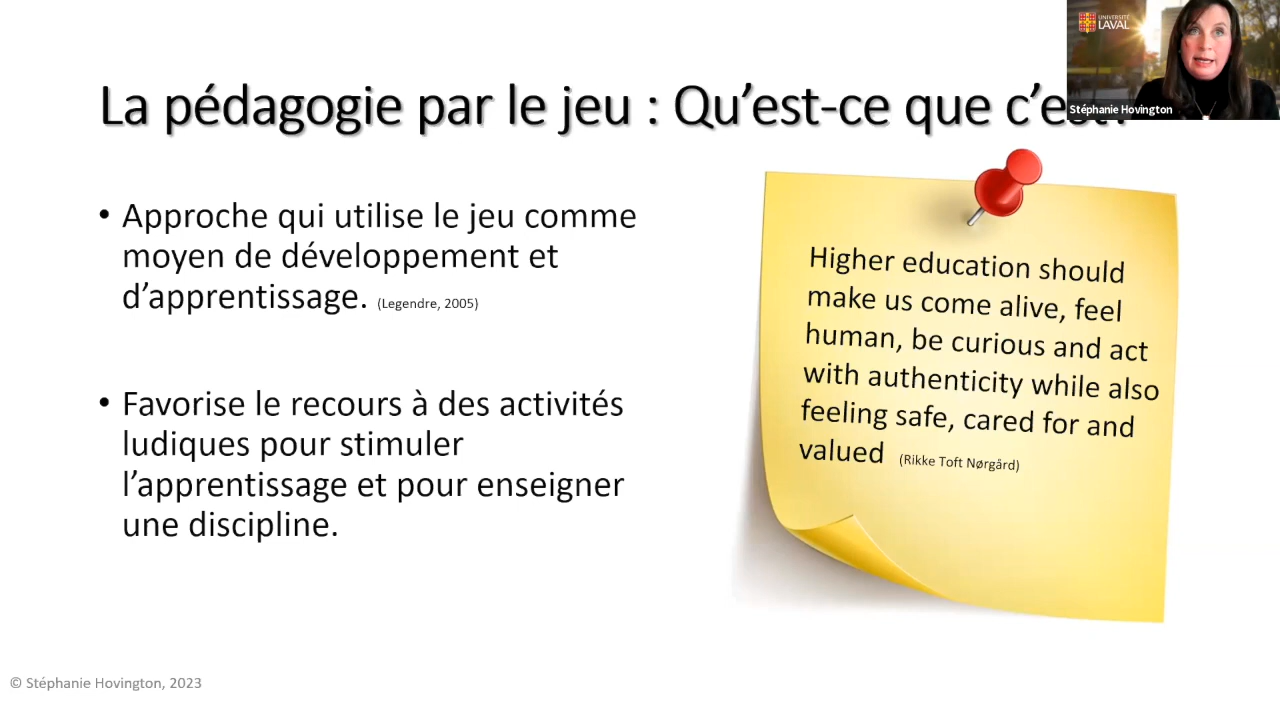 UNIVERSITÉ
LAVAL
Stéphanie Hovington
La pédagogie par le jeu : Qu’est-ce que c’est?
• Approche qui utilise le jeu comme
moyen de développement et
d’apprentissage. (Legendre, 2005)
• Favorise le recours à des activités
ludiques pour stimuler
l’apprentissage et pour enseigner
une discipline.
Higher education should
make us come alive, feel
human, be curious and act
with authenticity while also
feeling safe, cared for and
valued (Rikke Toft Nørgård)
© Stéphanie Hovington, 2023